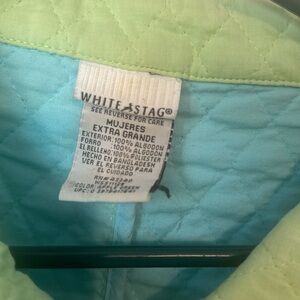 WHITE STAG®
SEE REVERSE FOR CARE
MUJERES
EXTRA GRANDE
EXTERIOR: 100% ALGODON
FORRO 100% ALGODON
EL RELLENO: 100% POLIESTER
HECHO EN BANGLADESH
VER EL REVERSO PARA
EL CUIDADO
COLOR: